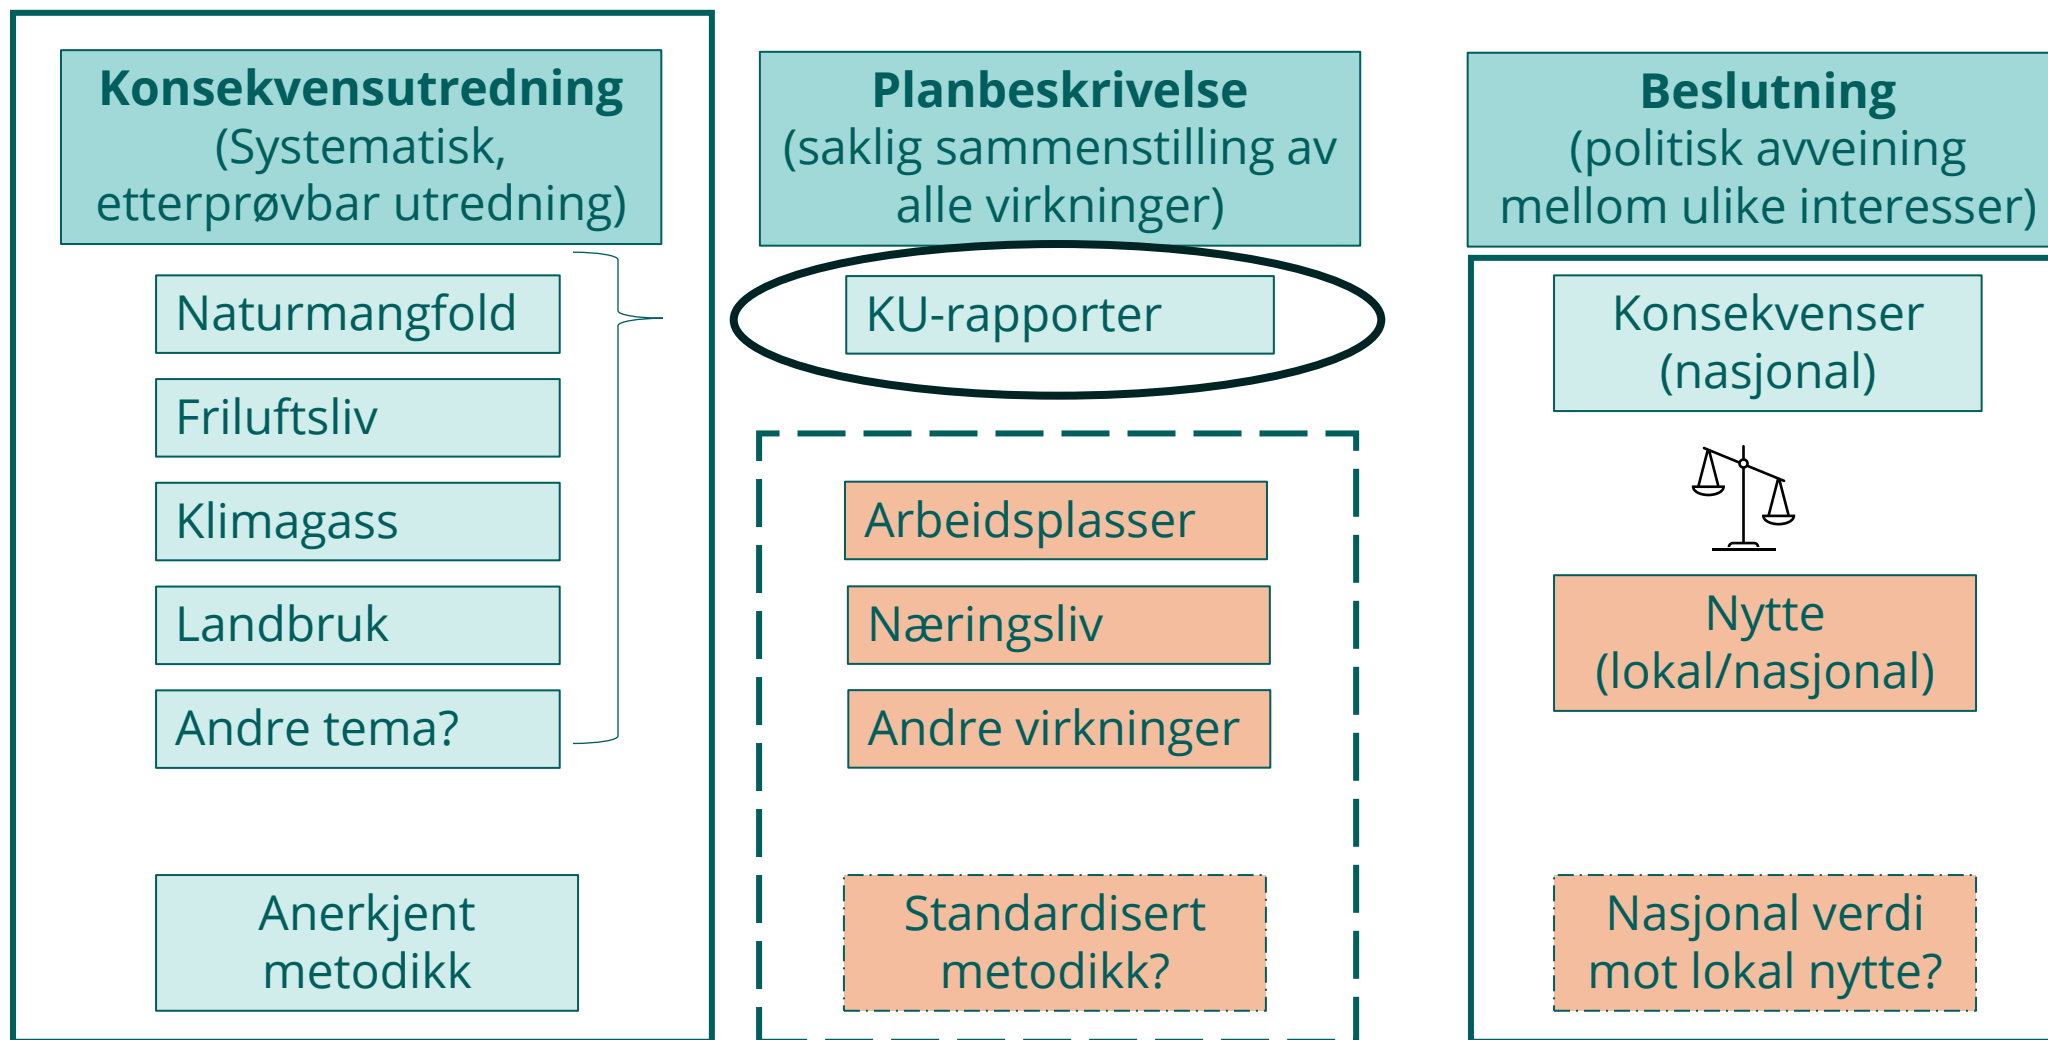 Konsekvensutredning
(Systematisk,
etterprøvbar utredning)
Naturmangfold
Friluftsliv
Klimagass
Landbruk
Andre tema?
Anerkjent
metodikk
Planbeskrivelse
(saklig sammenstilling av
alle virkninger)
KU-rapporter
Arbeidsplasser
Næringsliv
Andre virkninger
Standardisert
metodikk?
Beslutning
(politisk avveining
mellom ulike interesser)
Konsekvenser
(nasjonal)
Nytte
(lokal/nasjonal)
Nasjonal verdi
mot lokal nytte?